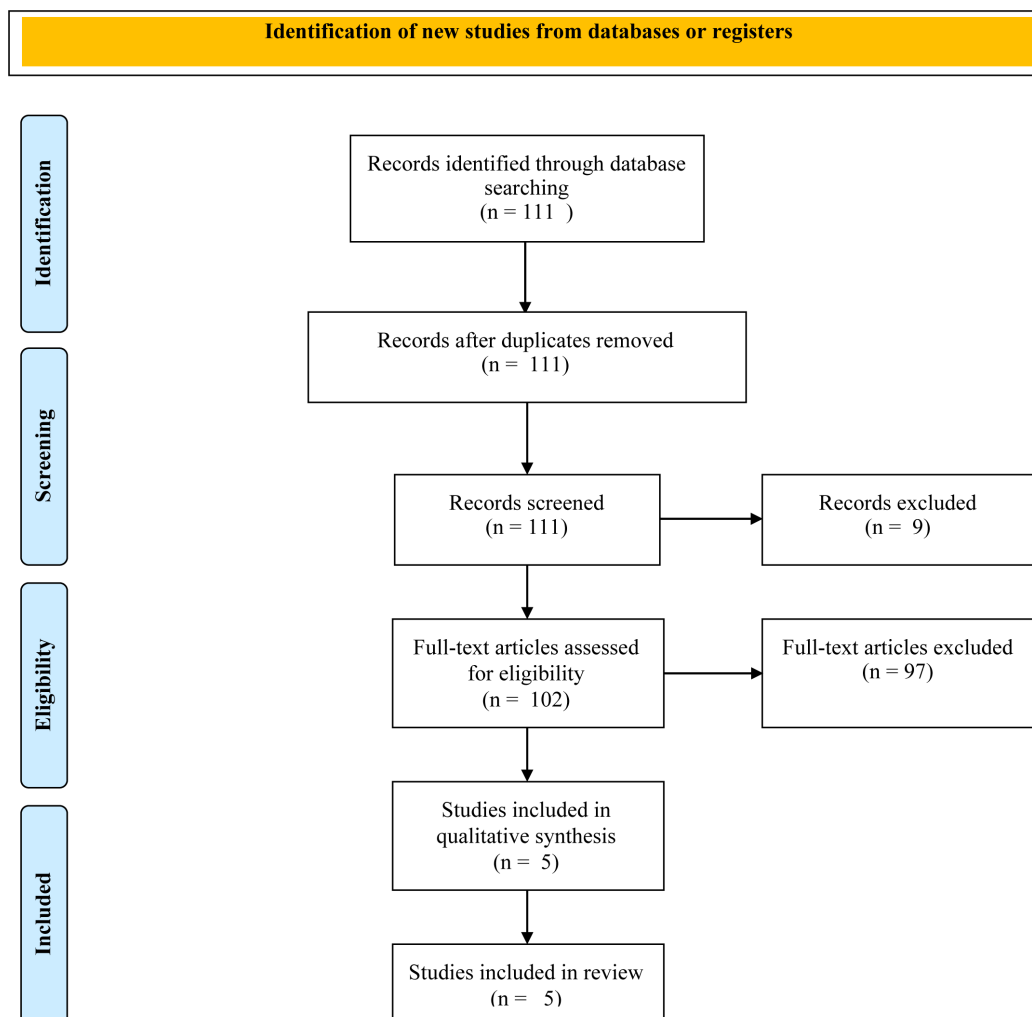 Identification of new studies from databases or registers
Identification
Records identified through database
searching
(n = 111 )
Records after duplicates removed
(n = 111)
Screening
Records screened
(n = 111)
Records excluded
(n = 9)
Eligibility
Full-text articles assessed
for eligibility
(n = 102)
Full-text articles excluded
(n = 97)
Included
Studies included in
qualitative synthesis
(n = 5)
Studies included in review
(n = 5)